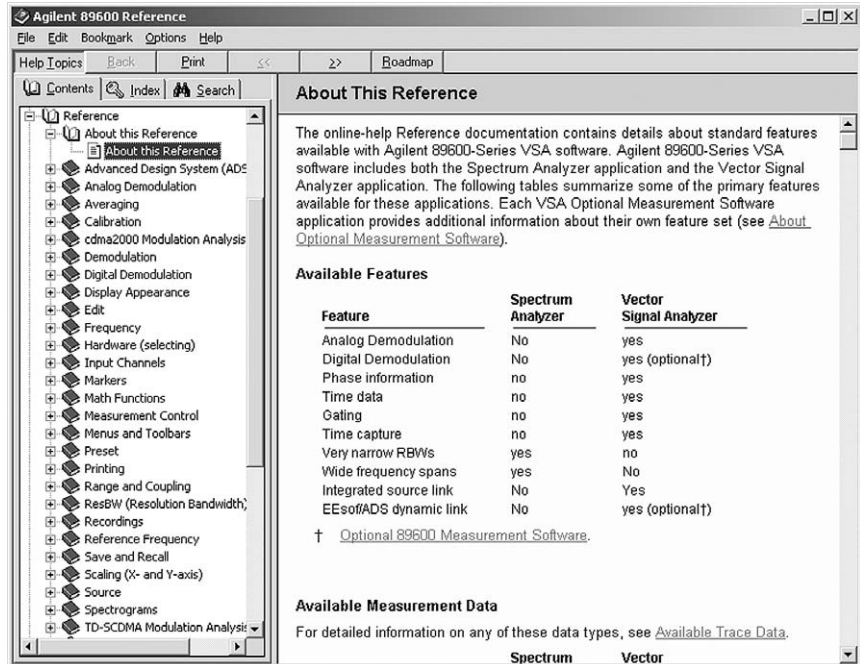 Agilent 89600 Reference
File Edit Bookmark Options Help
Help Topics Back Print << >> Roadmap
Contents Index Search
Reference
About this Reference
About this Reference
Advanced Design System (ADS
Analog Demodulation
Averaging
Calibration
cdma2000 Modulation Analysis
Demodulation
Digital Demodulation
Display Appearance
Edit
Frequency
Hardware (selecting)
Input Channels
Markers
Math Functions
Measurement Control
Menus and Toolbars
Preset
Printing
Range and Coupling
ResBW (Resolution Bandwidth)
Recordings
Reference Frequency
Save and Recall
Scaling (X- and Y-axis)
Source
Spectrograms
TD-SCDMA Modulation Analysis
About This Reference
The online-help Reference documentation contains details about standard features
available with Agilent 89600-Series VSA software. Agilent 89600-Series VSA
software includes both the Spectrum Analyzer application and the Vector Signal
Analyzer application. The following tables summarize some of the primary features
available for these applications. Each VSA Optional Measurement Software
application provides additional information about their own feature set (see About
Optional Measurement Software).
Available Features
Spectrum Vector
Feature Analyzer Signal Analyzer
Analog Demodulation No yes
Digital Demodulation No yes (optional†)
Phase information no yes
Time data no yes
Gating no yes
Time capture no yes
Very narrow RBWs yes no
Wide frequency spans yes No
Integrated source link No Yes
EEsof/ADS dynamic link No yes (optional†)
† Optional 89600 Measurement Software.
Available Measurement Data
For detailed information on any of these data types, see Available Trace Data.
Spectrum Vector